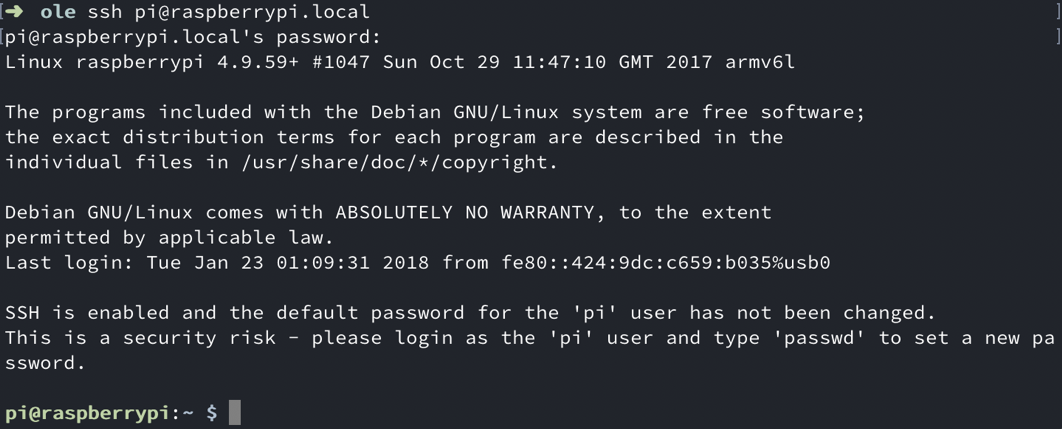 [➜  ole ssh pi@raspberrypi.local ]
[pi@raspberrypi.local's password: ]
Linux raspberrypi 4.9.59+ #1047 Sun Oct 29 11:47:10 GMT 2017 armv6l
The programs included with the Debian GNU/Linux system are free software;
the exact distribution terms for each program are described in the
individual files in /usr/share/doc/*/copyright.
Debian GNU/Linux comes with ABSOLUTELY NO WARRANTY, to the extent
permitted by applicable law.
Last login: Tue Jan 23 01:09:31 2018 from fe80::424:9dc:c659:b035%usb0
SSH is enabled and the default password for the 'pi' user has not been changed.
This is a security risk - please login as the 'pi' user and type 'passwd' to set a new pa
ssword.
pi@raspberrypi:~ $